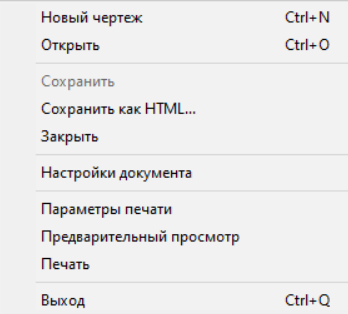 Новый чертеж Ctrl+N
Открыть Ctrl+O
Сохранить
Сохранить как HTML...
Закрыть
Настройки документа
Параметры печати
Предварительный просмотр
Печать
Выход Ctrl+Q